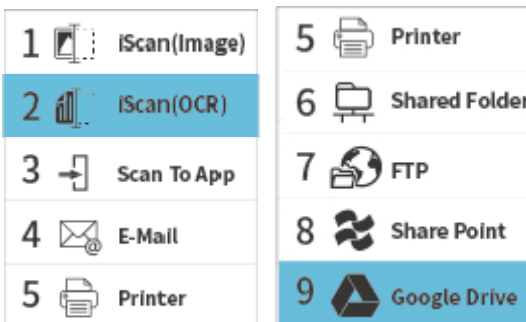 1 iScan(Image)
2 iScan(OCR)
3 Scan To App
4 E-Mail
5 Printer
5 Printer
6 Shared Folder
7 FTP
8 Share Point
9 Google Drive